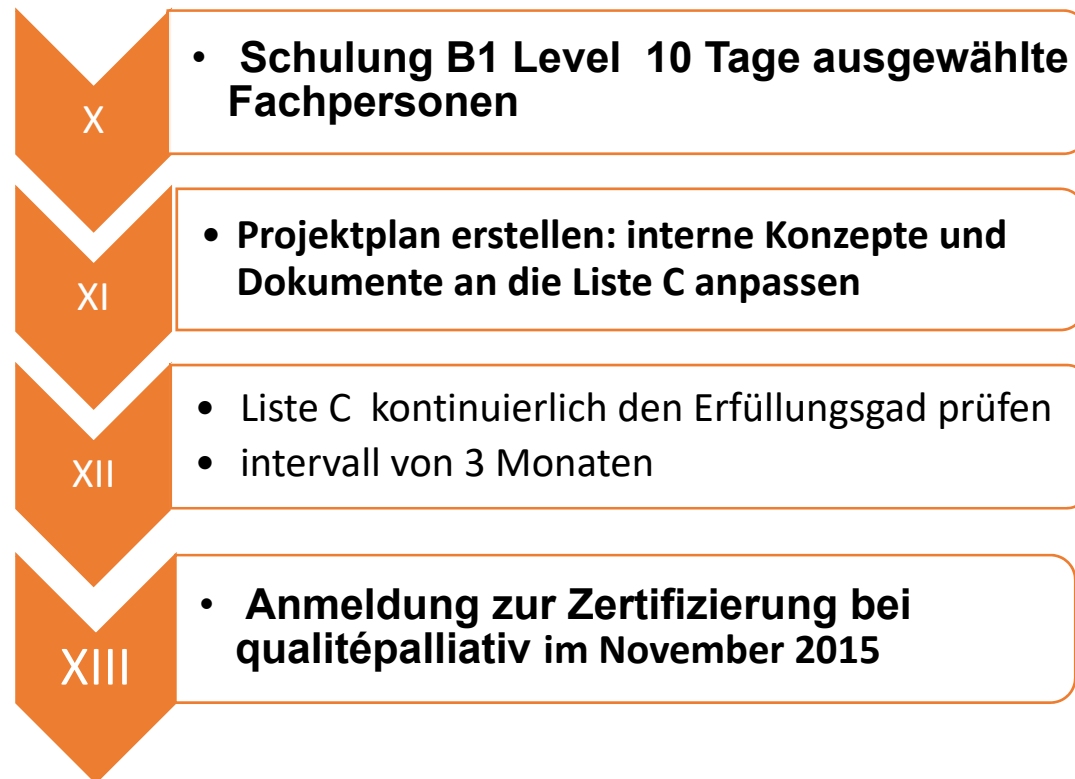 X
• Schulung B1 Level 10 Tage ausgewählte
Fachpersonen
XI
• Projektplan erstellen: interne Konzepte und
Dokumente an die Liste C anpassen
XII
• Liste C kontinuierlich den Erfüllungsgad prüfen
• intervall von 3 Monaten
XIII
• Anmeldung zur Zertifizierung bei
qualitépalliativ im November 2015